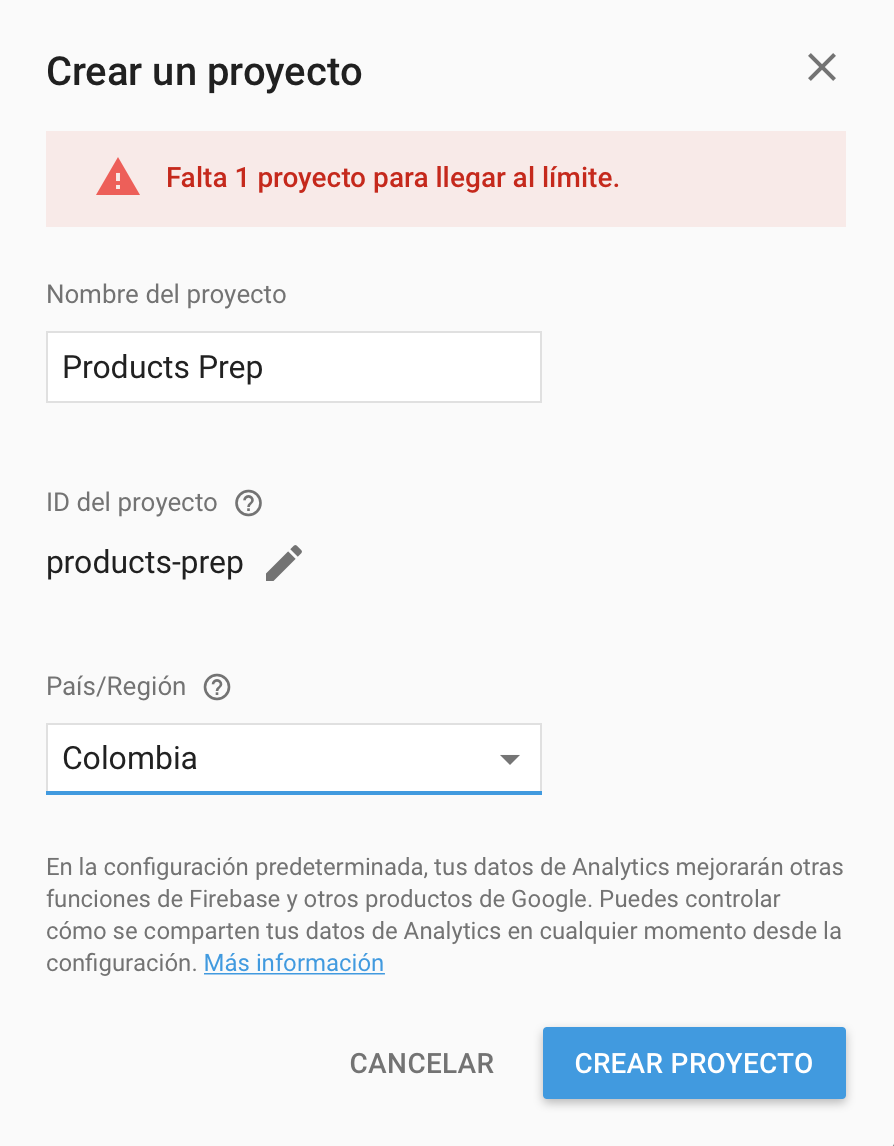 Crear un proyecto
Falta 1 proyecto para llegar al límite.
Nombre del proyecto
Products Prep
ID del proyecto
products-prep
País/Región
Colombia
En la configuración predeterminada, tus datos de Analytics mejorarán otras
funciones de Firebase y otros productos de Google. Puedes controlar
cómo se comparten tus datos de Analytics en cualquier momento desde la
configuración. Más información
CANCELAR CREAR PROYECTO